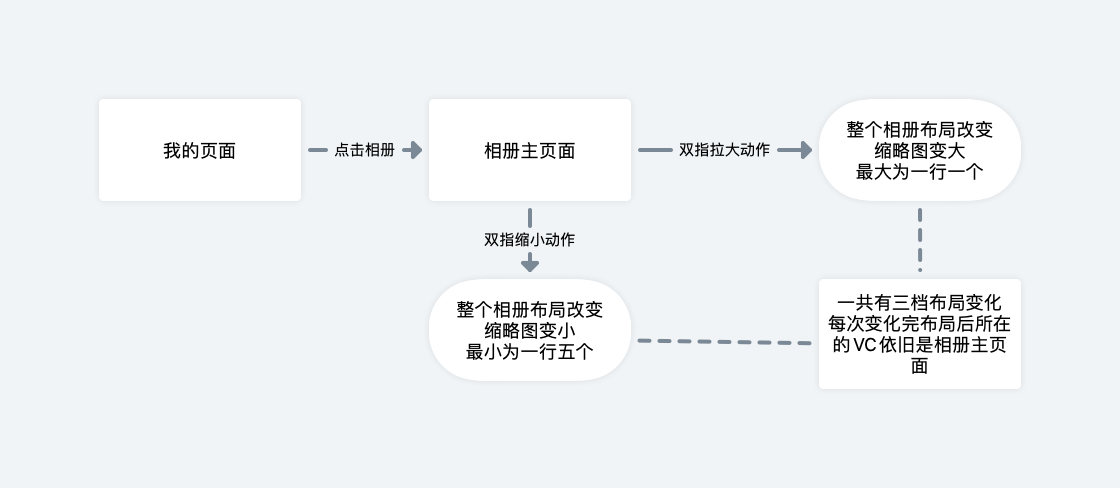 我的页面
点击相册
相册主页面
双指拉大动作
整个相册布局改变
缩略图变大
最大为一行一个
双指缩小动作
整个相册布局改变
缩略图变小
最小为一行五个
一共有三档布局变化
每次变化完布局后所在
的VC依旧是相册主页
面